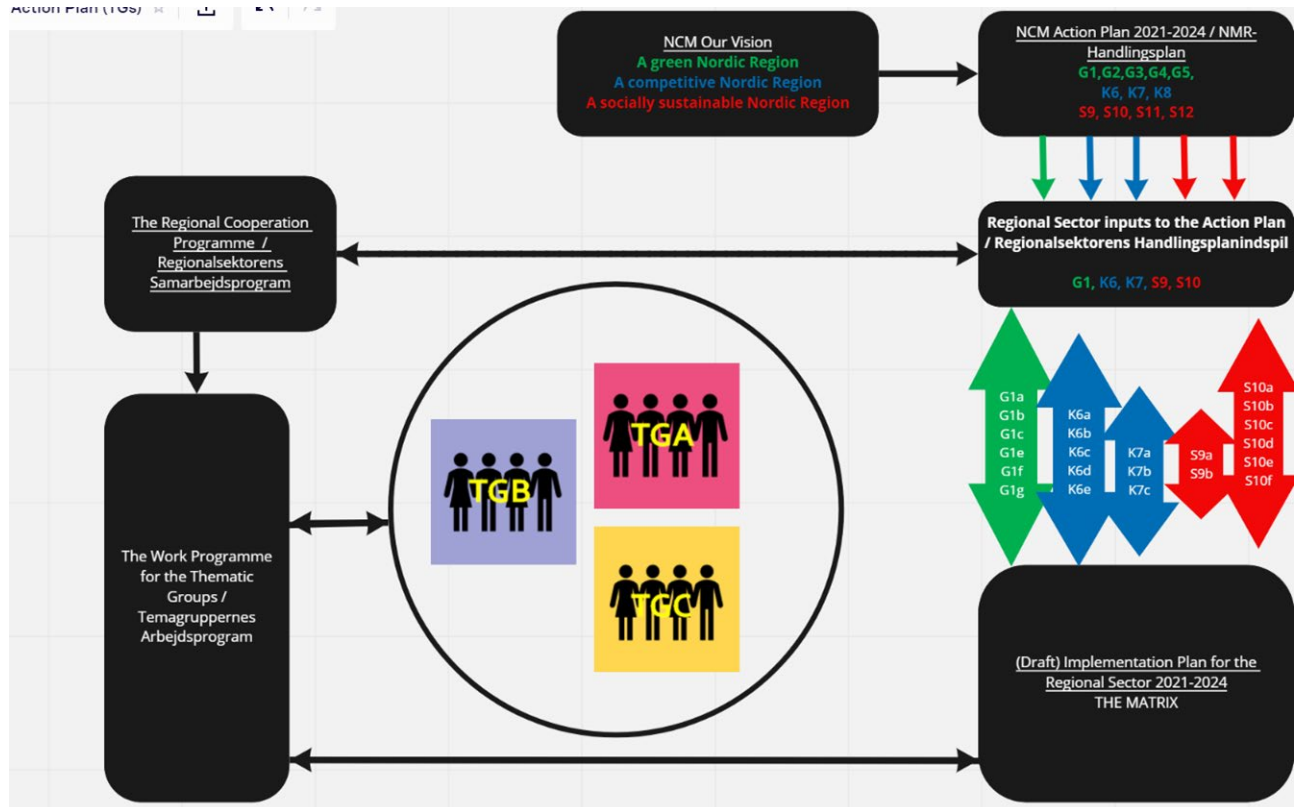 Action Plan (TGs)
NCM Our Vision
A green Nordic Region
A competitive Nordic Region
A socially sustainable Nordic Region
NCM Action Plan 2021-2024 / NMR-
Handlingsplan
G1,G2,G3,G4,G5,
K6, K7, K8
S9, S10, S11, S12
The Regional Cooperation
Programme /
Regionalsektorens
Samarbejdsprogram
Regional Sector inputs to the Action Plan
/ Regionalsektorens Handlingsplanindspil
G1, K6, K7, S9, S10
TGA
TGB
TGC
G1a
G1b
G1c
G1e
G1f
G1g
K6a
K6b
K6c
K6d
K6e
K7a
K7b
K7c
S9a
S9b
S10a
S10b
S10c
S10d
S10e
S10f
The Work Programme
for the Thematic
Groups /
Temagruppernes
Arbejdsprogram
(Draft) Implementation Plan for the
Regional Sector 2021-2024
THE MATRIX